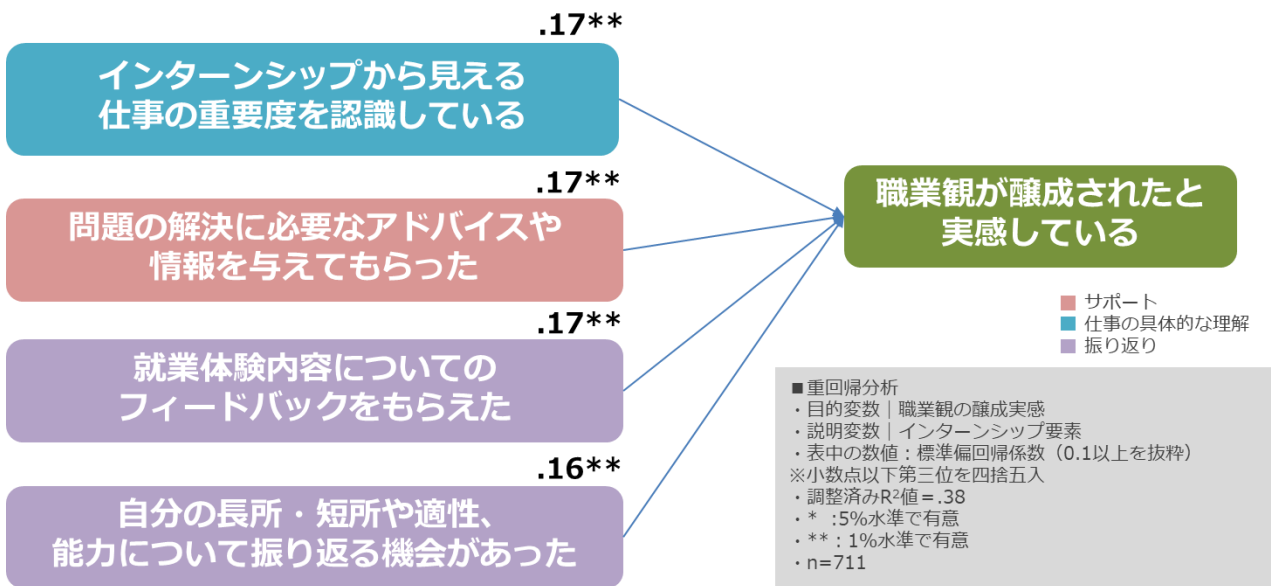 .17**
インターンシップから見える
仕事の重要度を認識している
.17**
問題の解決に必要なアドバイスや
情報を与えてもらった
.17**
就業体験内容についての
フィードバックをもらえた
.16**
自分の長所・短所や適性、
能力について振り返る機会があった
職業観が醸成されたと
実感している
サポート
仕事の具体的な理解
振り返り
■重回帰分析
・目的変数｜職業観の醸成実感
・説明変数｜インターンシップ要素
・表中の数値：標準偏回帰係数（0.1以上を抜粋）
※小数点以下第三位を四捨五入
・調整済みR²値＝.38
・* :5%水準で有意
・**：1%水準で有意
・n=711